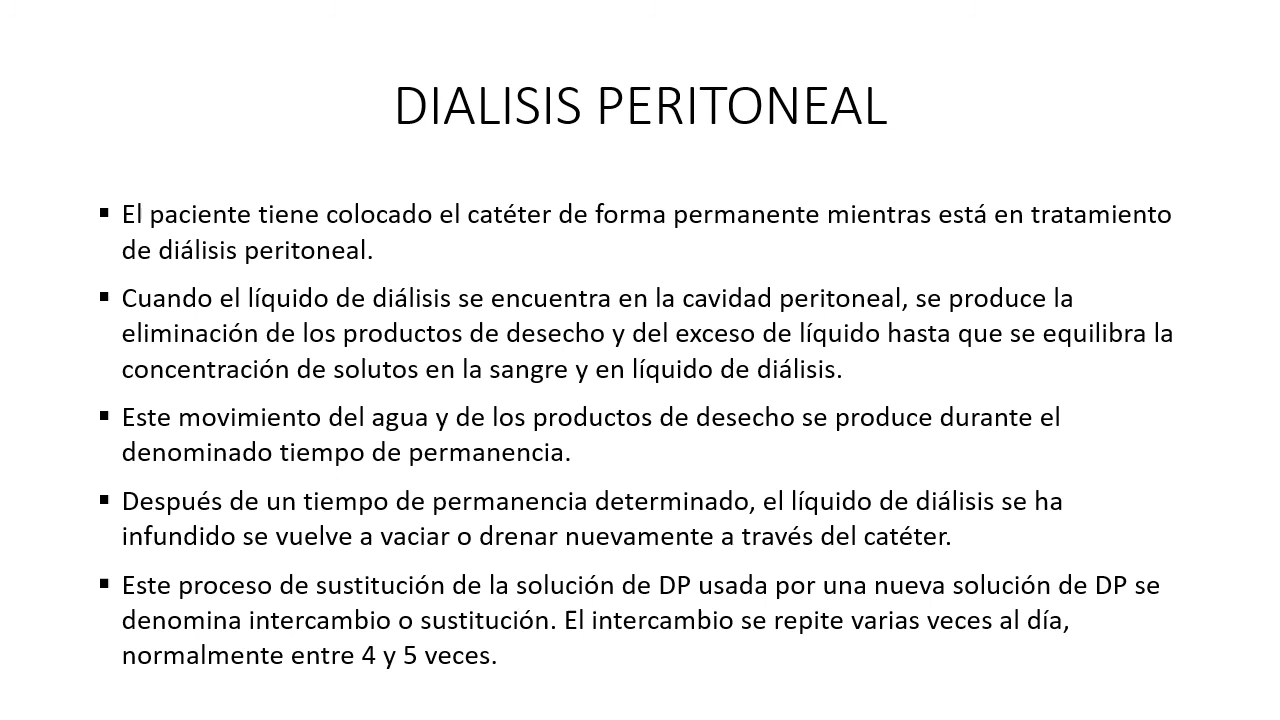 DIALISIS PERITONEAL
▪ El paciente tiene colocado el catéter de forma permanente mientras está en tratamiento
de diálisis peritoneal.
▪ Cuando el líquido de diálisis se encuentra en la cavidad peritoneal, se produce la
eliminación de los productos de desecho y del exceso de líquido hasta que se equilibra la
concentración de solutos en la sangre y en líquido de diálisis.
▪ Este movimiento del agua y de los productos de desecho se produce durante el
denominado tiempo de permanencia.
▪ Después de un tiempo de permanencia determinado, el líquido de diálisis se ha
infundido se vuelve a vaciar o drenar nuevamente a través del catéter.
▪ Este proceso de sustitución de la solución de DP usada por una nueva solución de DP se
denomina intercambio o sustitución. El intercambio se repite varias veces al día,
normalmente entre 4 y 5 veces.